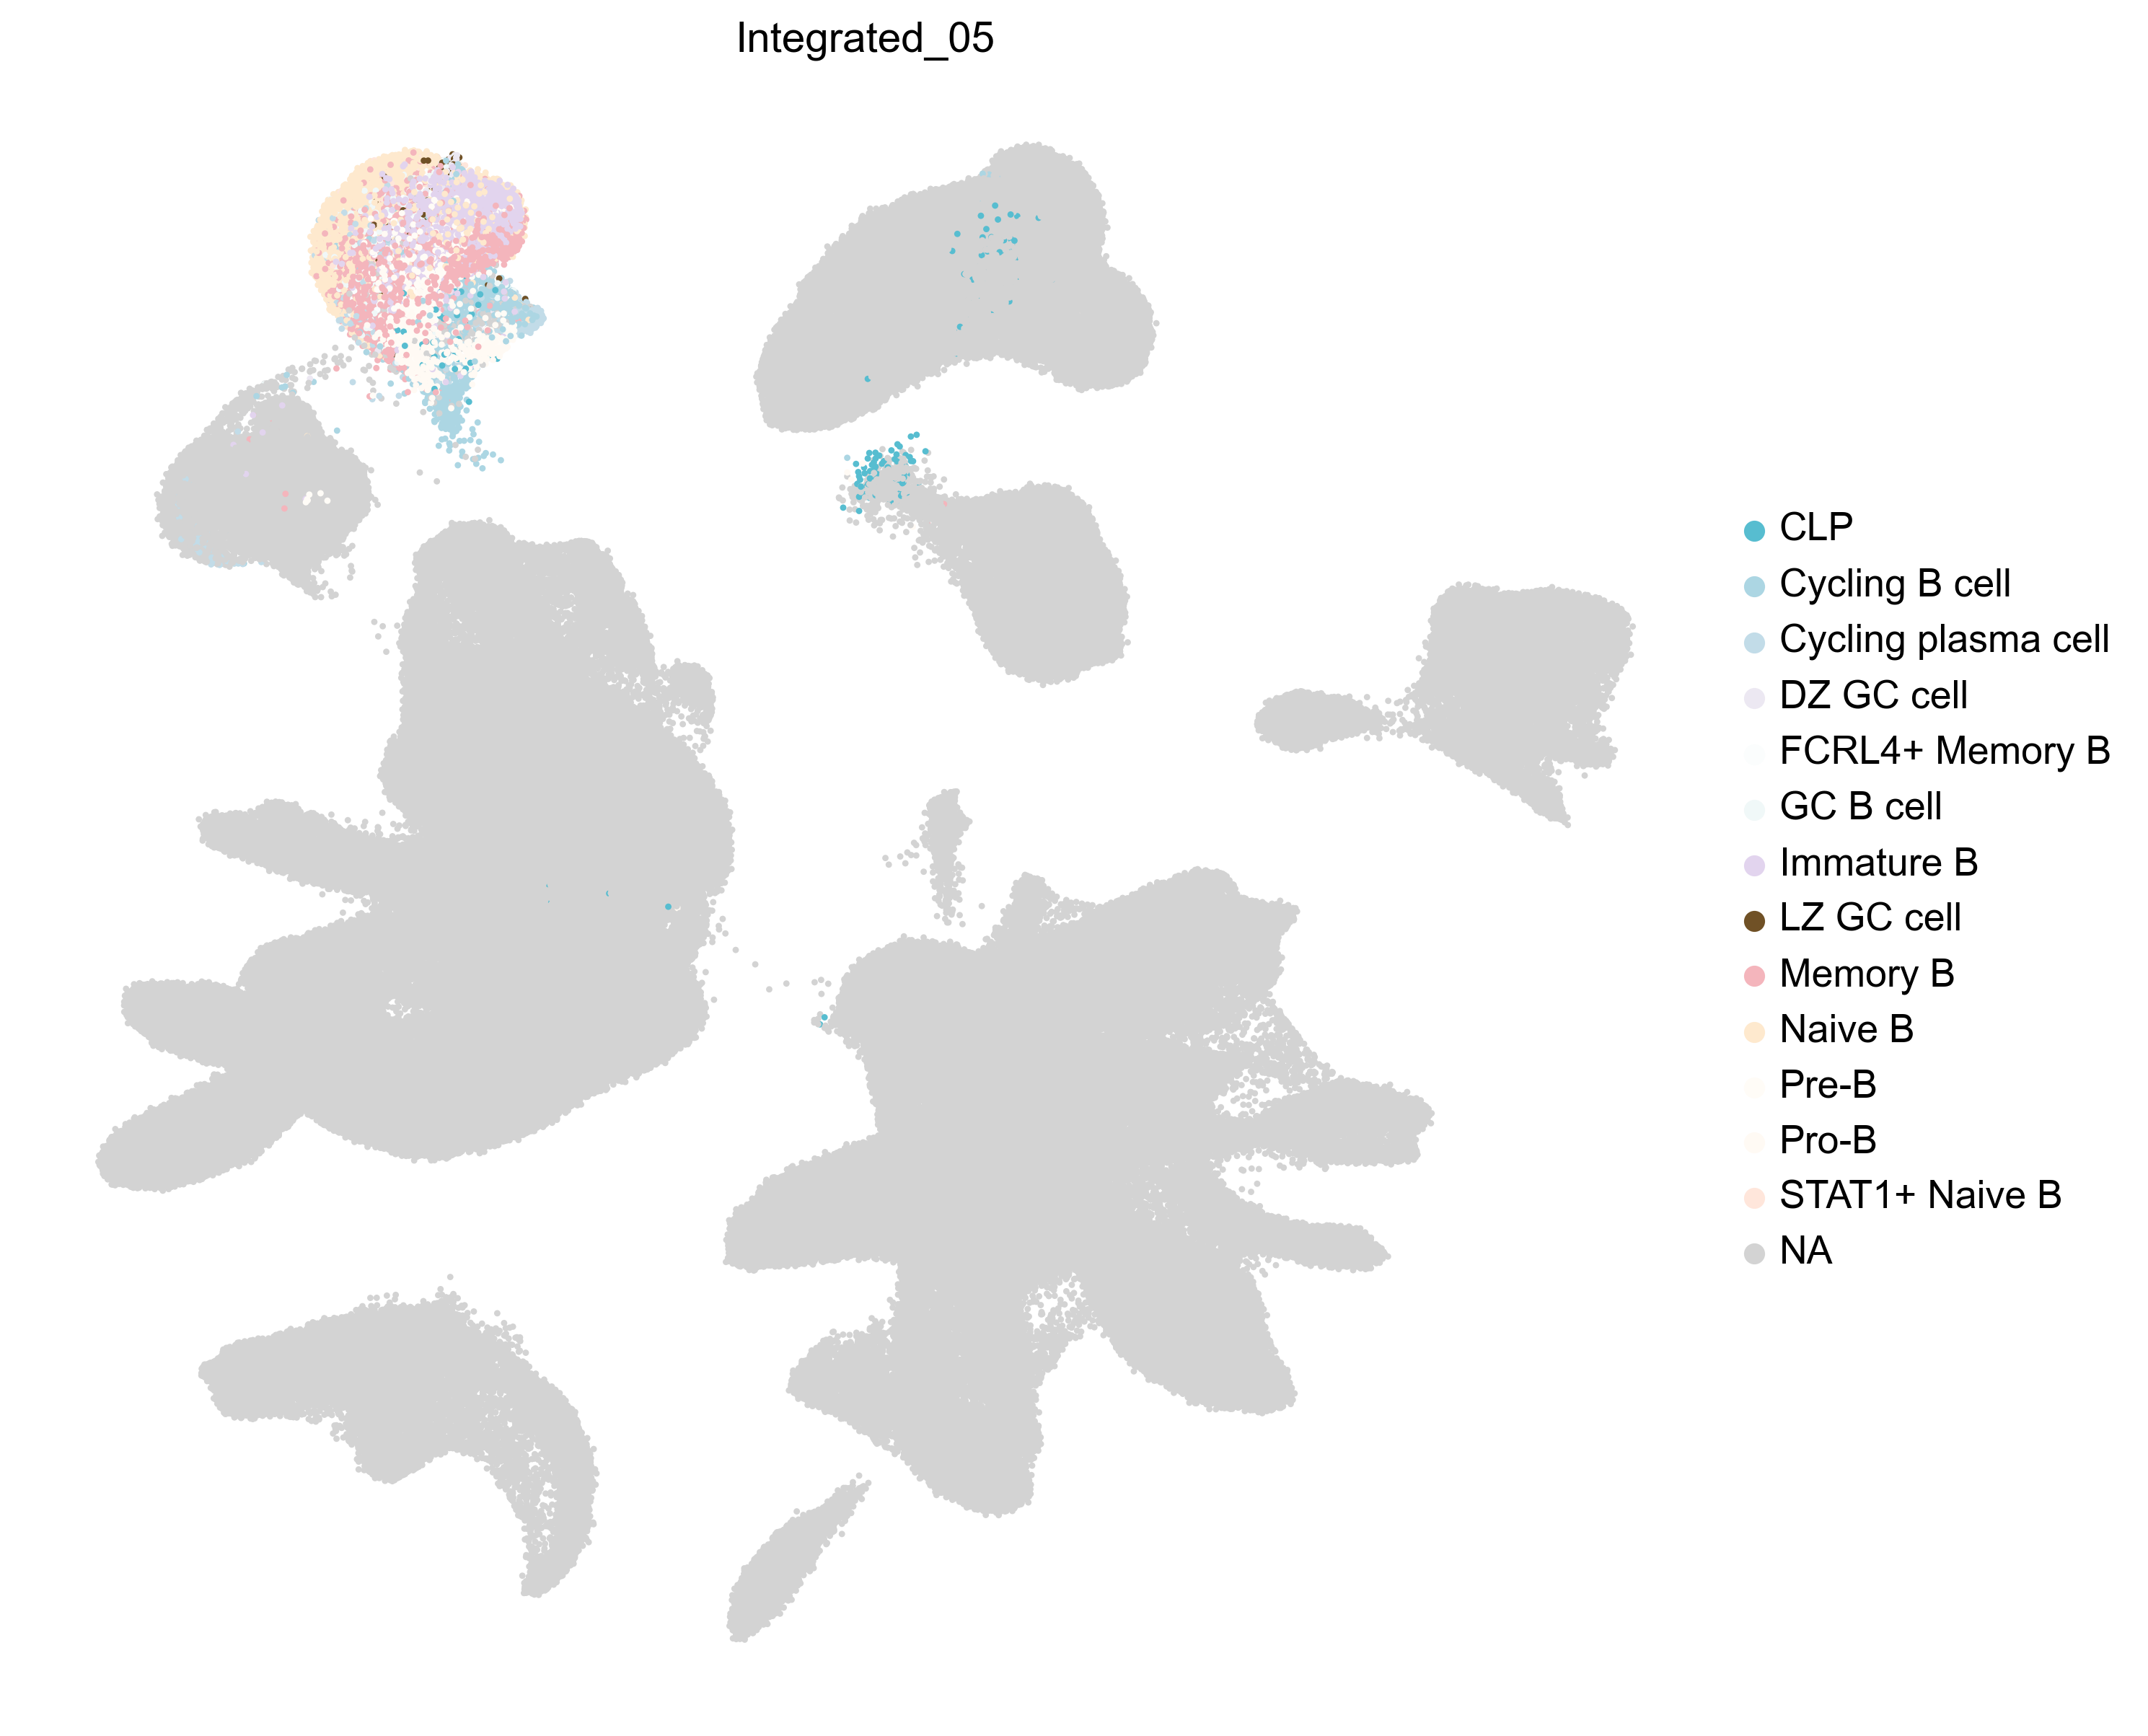 Integrated_05
CLP
Cycling B cell
Cycling plasma cell
DZ GC cell
FCRL4+ Memory B
GC B cell
Immature B
LZ GC cell
Memory B
Naive B
Pre-B
Pro-B
STAT1+ Naive B
NA